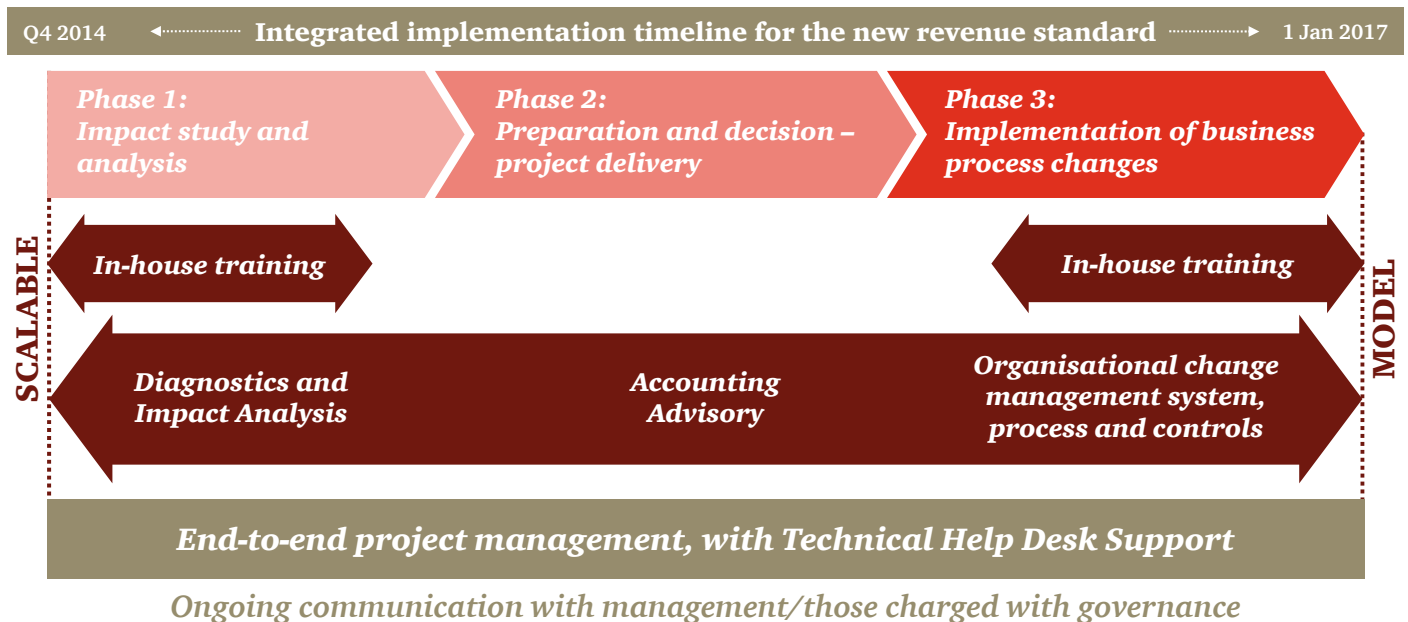 Q4 2014 Integrated implementation timeline for the new revenue standard 1 Jan 2017
Phase 1:
Impact study and
analysis
Phase 2:
Preparation and decision –
project delivery
Phase 3:
Implementation of business
process changes
SCALABLE
In-house training
In-house training
MODEL
Diagnostics and
Impact Analysis
Accounting
Advisory
Organisational change
management system,
process and controls
End-to-end project management, with Technical Help Desk Support
Ongoing communication with management/those charged with governance